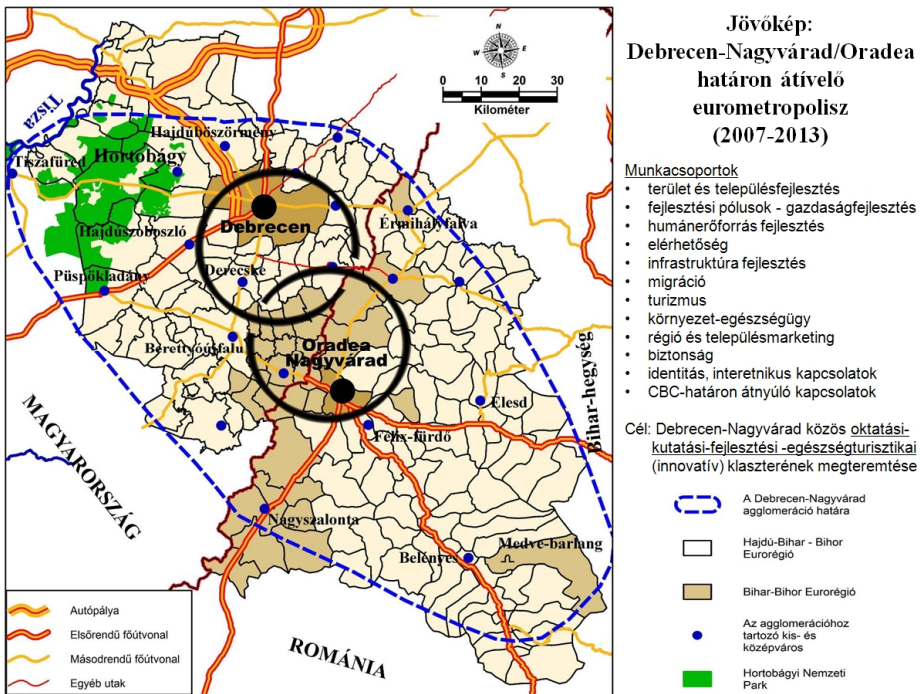 Jövőkép:
Debrecen-Nagyvárad/Oradea
határon átívelő
eurometropolisz
(2007-2013)
Munkacsoportok
• terület és településfejlesztés
• fejlesztési pólusok - gazdaságfejlesztés
• humánerőforrás fejlesztés
• elérhetőség
• infrastruktúra fejlesztés
• migráció
• turizmus
• környezet-egészségügy
• régió és településmarketing
• biztonság
• identitás, interetnikus kapcsolatok
• CBC-határon átnyúló kapcsolatok
Cél: Debrecen-Nagyvárad közös oktatási-
kutatási-fejlesztési -egészségturisztikai
(innovatív) klaszterének megteremtése
A Debrecen-Nagyvárad
agglomeráció határa
Hajdú-Bihar - Bihor
Eurorégió
Bihar-Bihor Eurorégió
Az agglomerációhoz
tartozó kis- és
középváros
Hortobágyi Nemzeti
Park
N
W E
S
0 10 20 30
Kilométer
Tisza
Hajdúböszörmény
Hortobágy
Tiszafüred
Debrecen
Érmihályfalva
Hajdúszoboszló
Derecske
Püspökladány
Berettyóújfalu
Oradea
Nagyvárad
Bihar-hegység
Élesd
Félix-fürdő
MAGYARORSZÁG
Nagyszalonta
Medve-barlang
Belényes
ROMÁNIA
Autópálya
Elsőrendű főútvonal
Másodrendű főútvonal
Egyéb utak